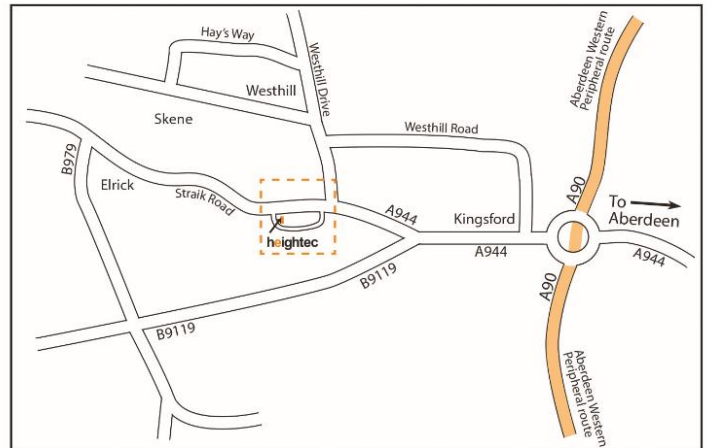 Hay's Way
Westhill Drive
Aberdeen Western
Peripheral route
Westhill
Skene
Westhill Road
B979
Elrick
Straik Road
A90
To
Aberdeen
A944
Kingsford
heightec
A944
A944
B9119
A90
B9119
Aberdeen Western
Peripheral route